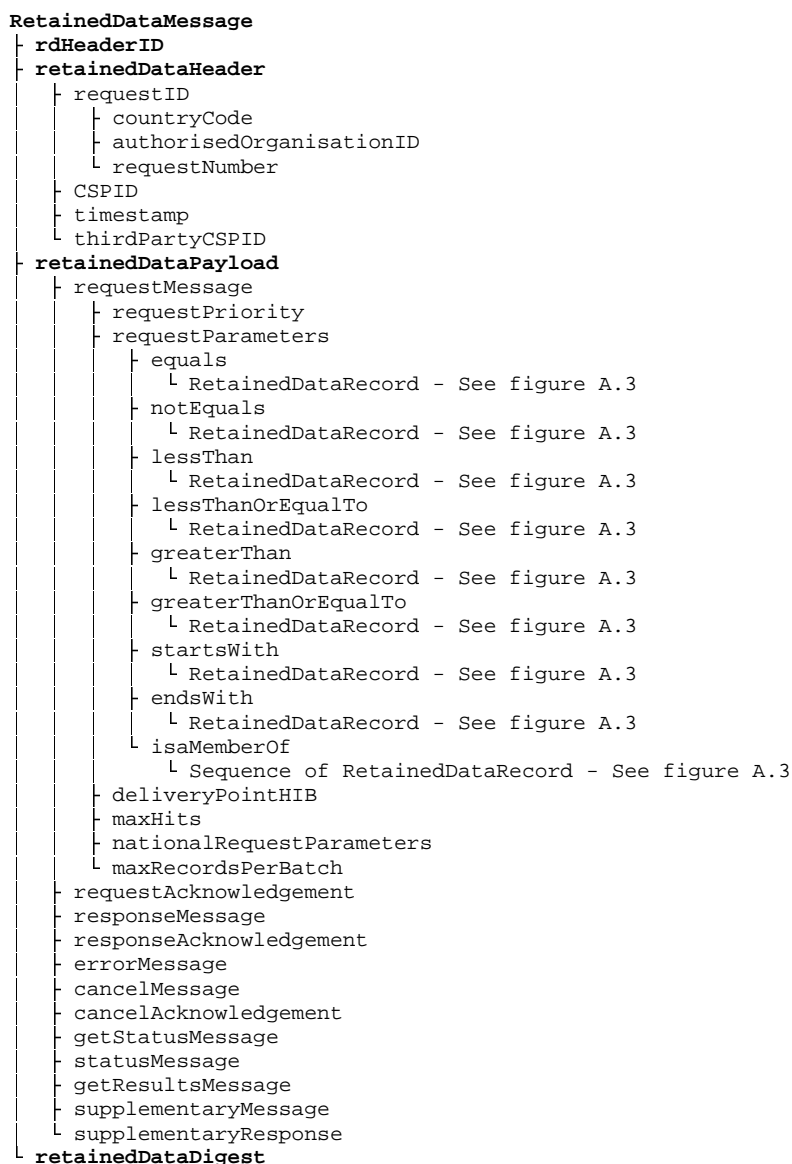 RetainedDataMessage
├ rdHeaderID
├ retainedDataHeader
│ ├ requestID
│ │ ├ countryCode
│ │ ├ authorisedOrganisationID
│ │ └ requestNumber
│ ├ CSPID
│ ├ timestamp
│ └ thirdPartyCSPID
├ retainedDataPayload
│ ├ requestMessage
│ │ ├ requestPriority
│ │ ├ requestParameters
│ │ │ ├ equals
│ │ │ │ └ RetainedDataRecord - See figure A.3
│ │ │ ├ notEquals
│ │ │ │ └ RetainedDataRecord - See figure A.3
│ │ │ ├ lessThan
│ │ │ │ └ RetainedDataRecord - See figure A.3
│ │ │ ├ lessThanOrEqualTo
│ │ │ │ └ RetainedDataRecord - See figure A.3
│ │ │ ├ greaterThan
│ │ │ │ └ RetainedDataRecord - See figure A.3
│ │ │ ├ greaterThanOrEqualTo
│ │ │ │ └ RetainedDataRecord - See figure A.3
│ │ │ ├ startsWith
│ │ │ │ └ RetainedDataRecord - See figure A.3
│ │ │ ├ endsWith
│ │ │ │ └ RetainedDataRecord - See figure A.3
│ │ │ └ isaMemberOf
│ │ │   └ Sequence of RetainedDataRecord - See figure A.3
│ │ ├ deliveryPointHIB
│ │ ├ maxHits
│ │ ├ nationalRequestParameters
│ │ └ maxRecordsPerBatch
│ ├ requestAcknowledgement
│ ├ responseMessage
│ ├ responseAcknowledgement
│ ├ errorMessage
│ ├ cancelMessage
│ ├ cancelAcknowledgement
│ ├ getStatusMessage
│ ├ statusMessage
│ ├ getResultsMessage
│ ├ supplementaryMessage
│ └ supplementaryResponse
└ retainedDataDigest